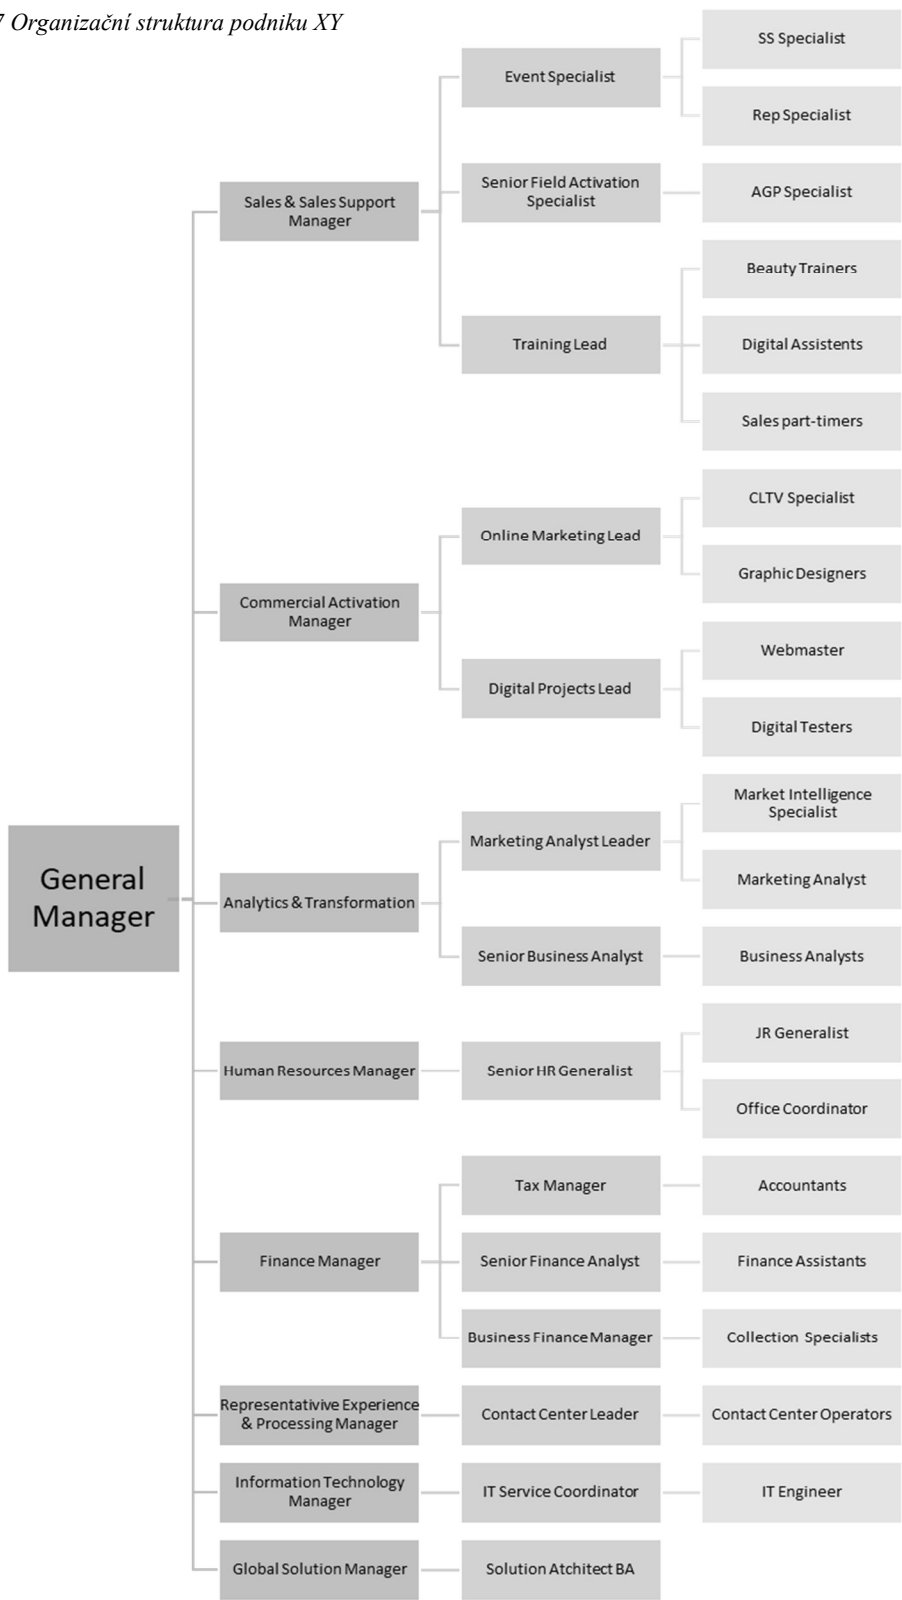 7 Organizační struktura podniku XY
SS Specialist
Event Specialist
Rep Specialist
Sales & Sales Support
Manager
Senior Field Activation
Specialist
AGP Specialist
Beauty Trainers
Training Lead
Digital Assistents
Sales part-timers
CLTV Specialist
Online Marketing Lead
Graphic Designers
Commercial Activation
Manager
Webmaster
Digital Projects Lead
Digital Testers
Market Intelligence
Specialist
Marketing Analyst Leader
Marketing Analyst
General
Manager
Analytics & Transformation
Senior Business Analyst
Business Analysts
JR Generalist
Human Resources Manager
Senior HR Generalist
Office Coordinator
Tax Manager
Accountants
Finance Manager
Senior Finance Analyst
Finance Assistants
Business Finance Manager
Collection Specialists
Representativive Experience
& Processing Manager
Contact Center Leader
Contact Center Operators
Information Technology
Manager
IT Service Coordinator
IT Engineer
Global Solution Manager
Solution Atchitect BA